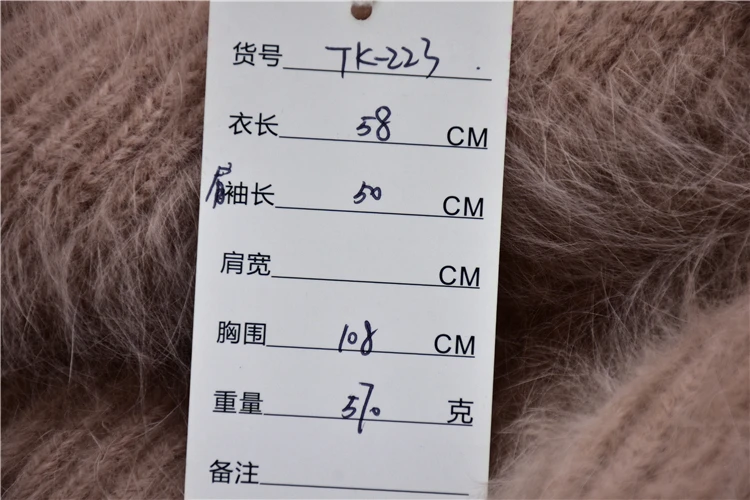 货号 TK-223
衣长 58 CM
肩袖长 50 CM
肩宽 CM
胸围 108 CM
重量 570 克
备注